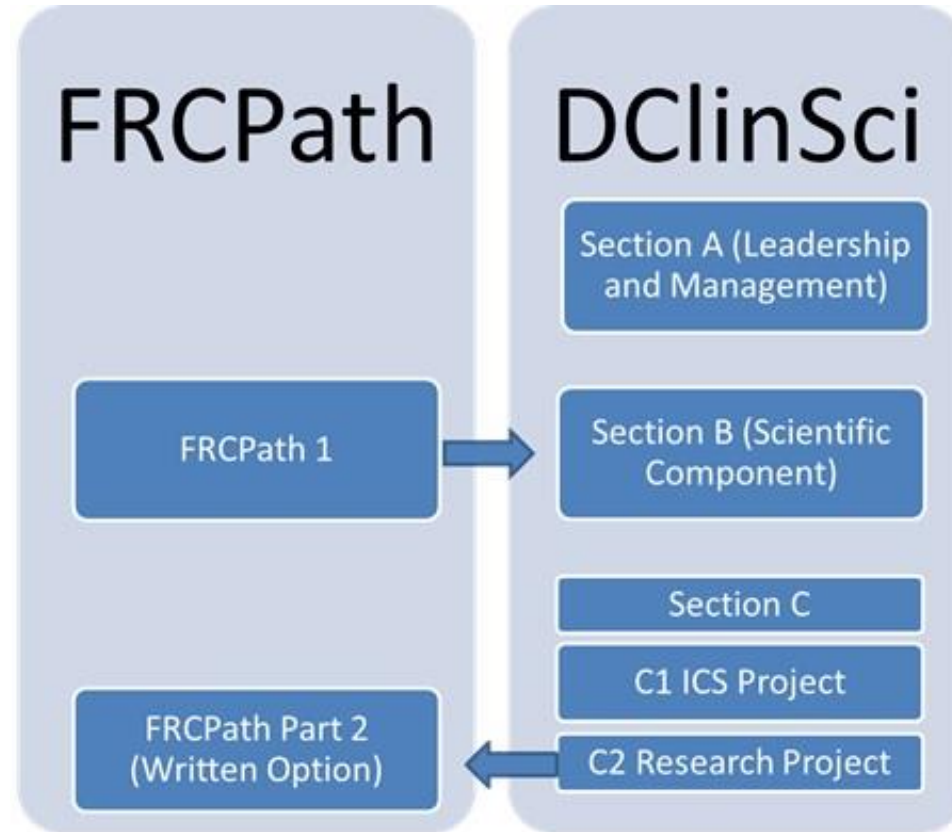 FRCPath
FRCPath 1
FRCPath Part 2
(Written Option)
DClinSci
Section A (Leadership
and Management)
Section B (Scientific
Component)
Section C
C1 ICS Project
C2 Research Project